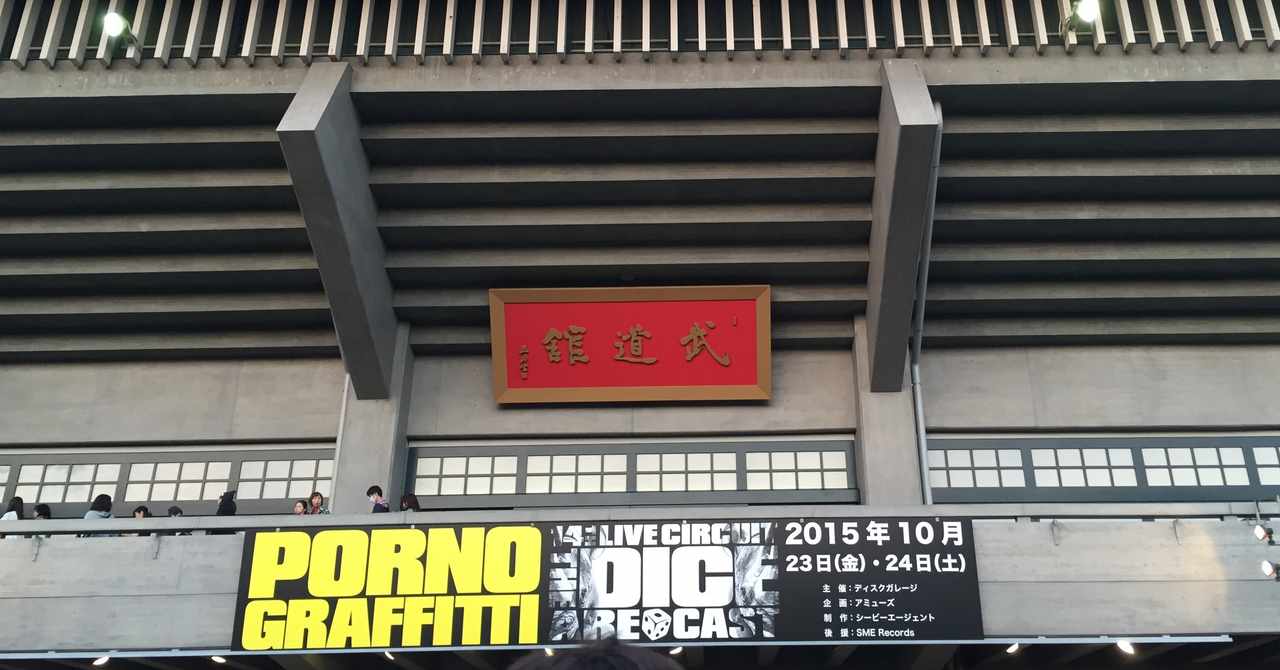 武道館
PORNO
GRAFFITTI
LIVE CIRCUIT
DICE
ARE CAST
2015年10月
23日(金)・24日(土)
主催：ディスクガレージ
企画：アミューズ
制作：シーピーエージェント
後援：SME Records